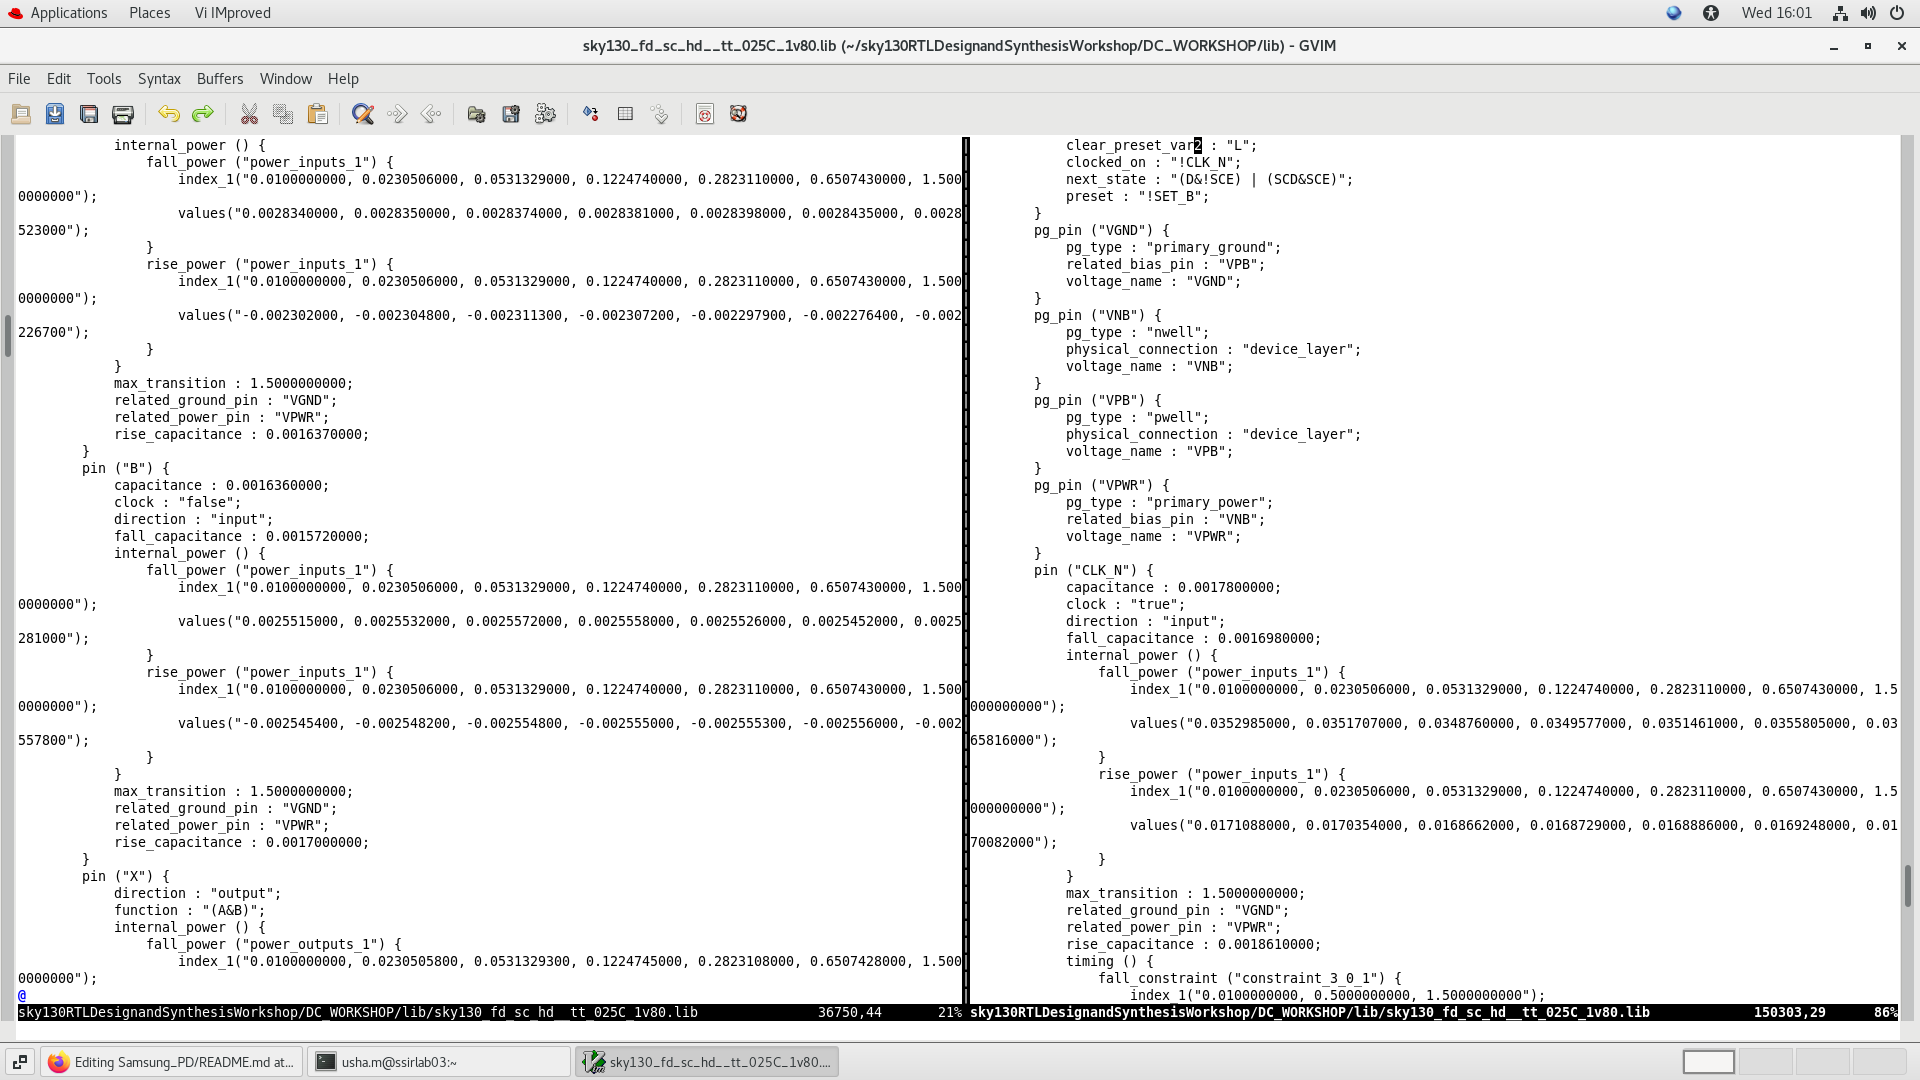 Applications Places Vi IMproved Wed 16:01
sky130_fd_sc_hd__tt_025C_1v80.lib (~/sky130RTLDesignandSynthesisWorkshop/DC_WORKSHOP/lib) - GVIM
File Edit Tools Syntax Buffers Window Help
internal_power () {
fall_power ("power_inputs_1") {
index_1("0.0100000000, 0.0230506000, 0.0531329000, 0.1224740000, 0.2823110000, 0.6507430000, 1.500
0000000");
values("0.0028340000, 0.0028350000, 0.0028374000, 0.0028381000, 0.0028398000, 0.0028435000, 0.0028
523000");
}
rise_power ("power_inputs_1") {
index_1("0.0100000000, 0.0230506000, 0.0531329000, 0.1224740000, 0.2823110000, 0.6507430000, 1.500
0000000");
values("-0.002302000, -0.002304800, -0.002311300, -0.002307200, -0.002297900, -0.002276400, -0.002
226700");
}
}
max_transition : 1.5000000000;
related_ground_pin : "VGND";
related_power_pin : "VPWR";
rise_capacitance : 0.0016370000;
}
pin ("B") {
capacitance : 0.0016360000;
clock : "false";
direction : "input";
fall_capacitance : 0.0015720000;
internal_power () {
fall_power ("power_inputs_1") {
index_1("0.0100000000, 0.0230506000, 0.0531329000, 0.1224740000, 0.2823110000, 0.6507430000, 1.500
0000000");
values("0.0025515000, 0.0025532000, 0.0025572000, 0.0025558000, 0.0025526000, 0.0025452000, 0.0025
281000");
}
rise_power ("power_inputs_1") {
index_1("0.0100000000, 0.0230506000, 0.0531329000, 0.1224740000, 0.2823110000, 0.6507430000, 1.500
0000000");
values("-0.002545400, -0.002548200, -0.002554800, -0.002555000, -0.002555300, -0.002556000, -0.002
557800");
}
}
max_transition : 1.5000000000;
related_ground_pin : "VGND";
related_power_pin : "VPWR";
rise_capacitance : 0.0017000000;
}
pin ("X") {
direction : "output";
function : "(A&B)";
internal_power () {
fall_power ("power_outputs_1") {
index_1("0.0100000000, 0.0230505800, 0.0531329300, 0.1224745000, 0.2823108000, 0.6507428000, 1.500
0000000");
@
sky130RTLDesignandSynthesisWorkshop/DC_WORKSHOP/lib/sky130_fd_sc_hd__tt_025C_1v80.lib 36750,44 21%
clear_preset_var2 : "L";
clocked_on : "!CLK_N";
next_state : "(D&!SCE) | (SCD&SCE)";
preset : "!SET_B";
}
pg_pin ("VGND") {
pg_type : "primary_ground";
related_bias_pin : "VPB";
voltage_name : "VGND";
}
pg_pin ("VNB") {
pg_type : "nwell";
physical_connection : "device_layer";
voltage_name : "VNB";
}
pg_pin ("VPB") {
pg_type : "pwell";
physical_connection : "device_layer";
voltage_name : "VPB";
}
pg_pin ("VPWR") {
pg_type : "primary_power";
related_bias_pin : "VNB";
voltage_name : "VPWR";
}
pin ("CLK_N") {
capacitance : 0.0017800000;
clock : "true";
direction : "input";
fall_capacitance : 0.0016980000;
internal_power () {
fall_power ("power_inputs_1") {
index_1("0.0100000000, 0.0230506000, 0.0531329000, 0.1224740000, 0.2823110000, 0.6507430000, 1.5
000000000");
values("0.0352985000, 0.0351707000, 0.0348760000, 0.0349577000, 0.0351461000, 0.0355805000, 0.03
65816000");
}
rise_power ("power_inputs_1") {
index_1("0.0100000000, 0.0230506000, 0.0531329000, 0.1224740000, 0.2823110000, 0.6507430000, 1.5
000000000");
values("0.0171088000, 0.0170354000, 0.0168662000, 0.0168729000, 0.0168886000, 0.0169248000, 0.01
70082000");
}
}
max_transition : 1.5000000000;
related_ground_pin : "VGND";
related_power_pin : "VPWR";
rise_capacitance : 0.0018610000;
timing () {
fall_constraint ("constraint_3_0_1") {
index_1("0.0100000000, 0.5000000000, 1.5000000000");
sky130RTLDesignandSynthesisWorkshop/DC_WORKSHOP/lib/sky130_fd_sc_hd__tt_025C_1v80.lib 150303,29 86%
Editing Samsung_PD/README.md at... usha.m@ssirlab03:~ sky130_fd_sc_hd__tt_025C_1v80....